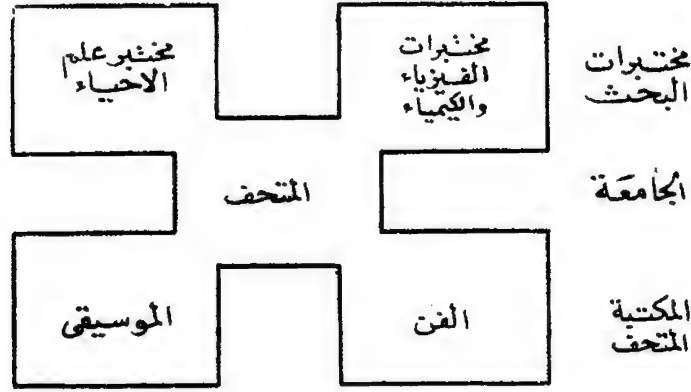 مختبرات
الفيزياء
والكيمياء
مختبر علم
الاحياء
مختبرات
البحث
المتحف
الجامعة
الفن
الموسيقى
المكتبة
المتحف